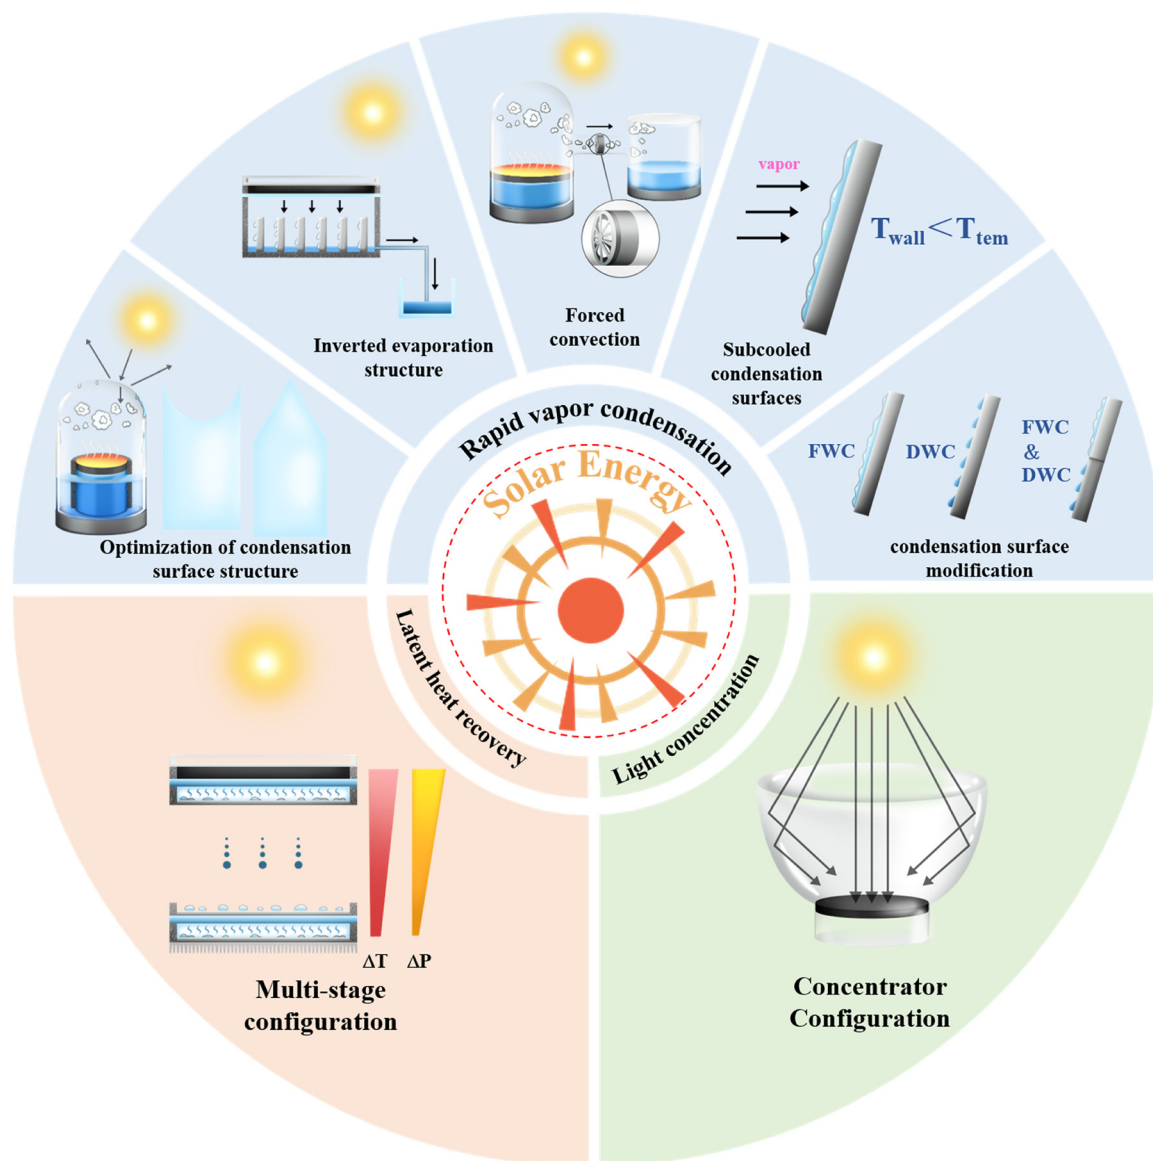 vapor
T_wall < T_tem
Forced
convection
Inverted evaporation
structure
Subcooled
condensation
surfaces
Rapid vapor condensation
Solar Energy
FWC
DWC
FWC
&
DWC
Optimization of condensation
surface structure
condensation surface
modification
Latent heat recovery
Light concentration
ΔT
ΔP
Multi-stage
configuration
Concentrator
Configuration